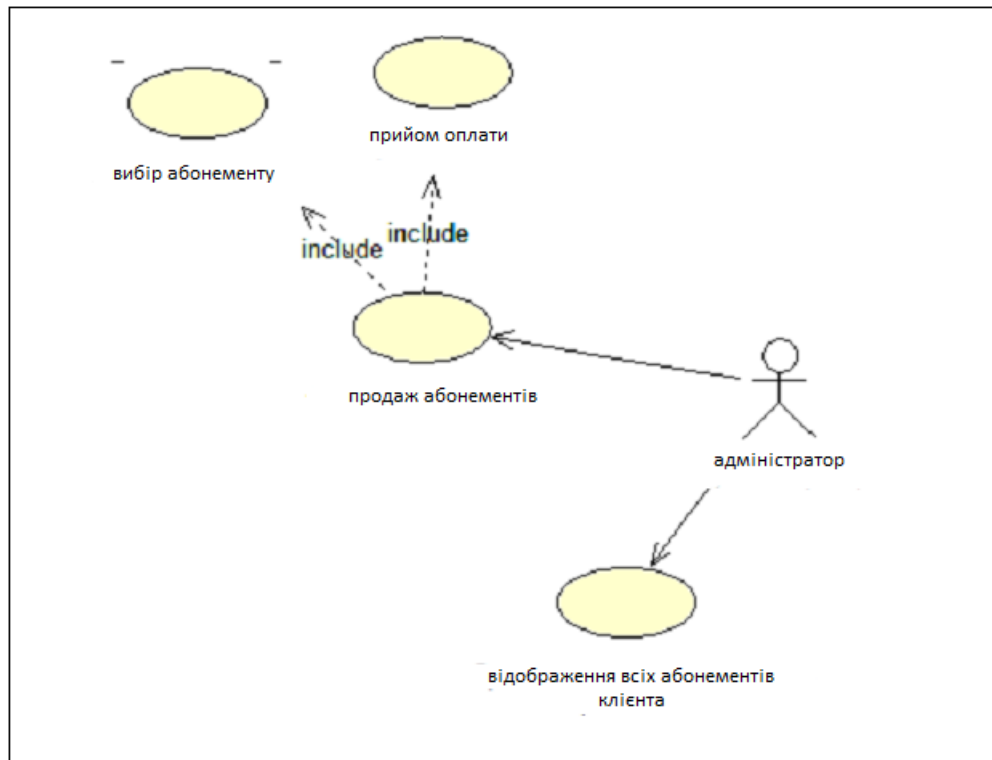 прийом оплати
вибір абонементу
include
include
продаж абонементів
адміністратор
відображення всіх абонементів
клієнта